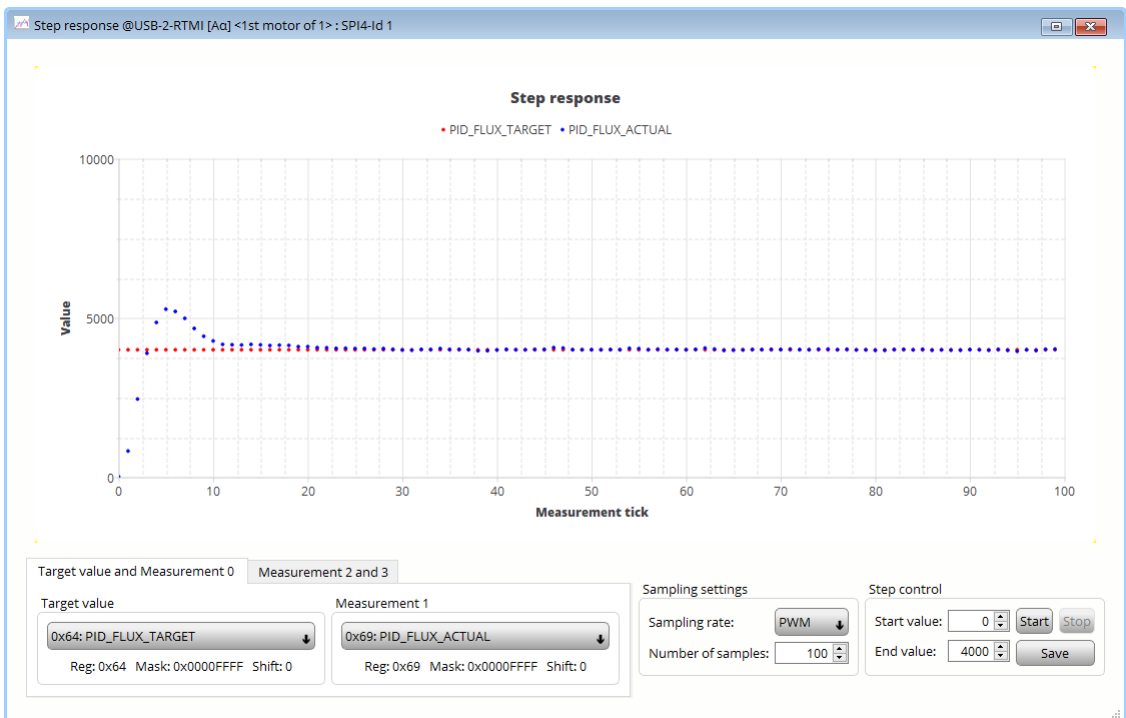 Step response @USB-2-RTMI [Aα] <1st motor of 1> : SPI4-Id 1
Step response
PID_FLUX_TARGET PID_FLUX_ACTUAL
10000
5000
0
Value
0 10 20 30 40 50 60 70 80 90 100
Measurement tick
Target value and Measurement 0 Measurement 2 and 3
Target value
0x64: PID_FLUX_TARGET
Reg: 0x64 Mask: 0x0000FFFF Shift: 0
Measurement 1
0x69: PID_FLUX_ACTUAL
Reg: 0x69 Mask: 0x0000FFFF Shift: 0
Sampling settings
Sampling rate: PWM
Number of samples: 100
Step control
Start value: 0 Start Stop
End value: 4000 Save